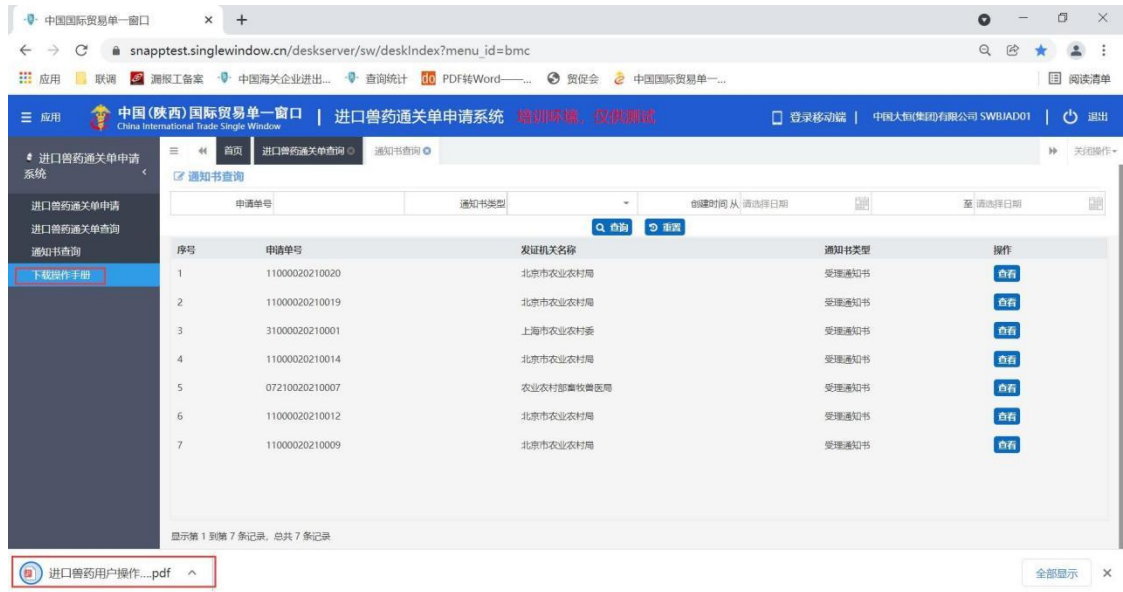 中国国际贸易单一窗口 × +
snapptest.singlewindow.cn/deskserver/sw/deskIndex?menu_id=bmc
应用 联调 漏报工备案 中国海关企业进出... 查询统计 PDF转Word——... 贸促会 中国国际贸易单一... 阅读清单
应用 中国(陕西)国际贸易单一窗口 | 进口兽药通关单申请系统 培训环境，仅供测试 登录移动端 | 中国大恒(集团)有限公司 SWBJAD01 | 退出
China International Trade Single Window
进口兽药通关单申请系统
首页 进口兽药通关单查询 通知书查询 关闭操作
通知书查询
进口兽药通关单申请
进口兽药通关单查询
通知书查询
下载操作手册
申请单号 通知书类型 创建时间 从 请选择日期 至 请选择日期
查询 重置
序号 申请单号 发证机关名称 通知书类型 操作
1 11000020210020 北京市农业农村局 受理通知书 查看
2 11000020210019 北京市农业农村局 受理通知书 查看
3 31000020210001 上海市农业农村委 受理通知书 查看
4 11000020210014 北京市农业农村局 受理通知书 查看
5 07210020210007 农业农村部畜牧兽医局 受理通知书 查看
6 11000020210012 北京市农业农村局 受理通知书 查看
7 11000020210009 北京市农业农村局 受理通知书 查看
显示第 1 到第 7 条记录，总共 7 条记录
进口兽药用户操作....pdf 全部显示 ×